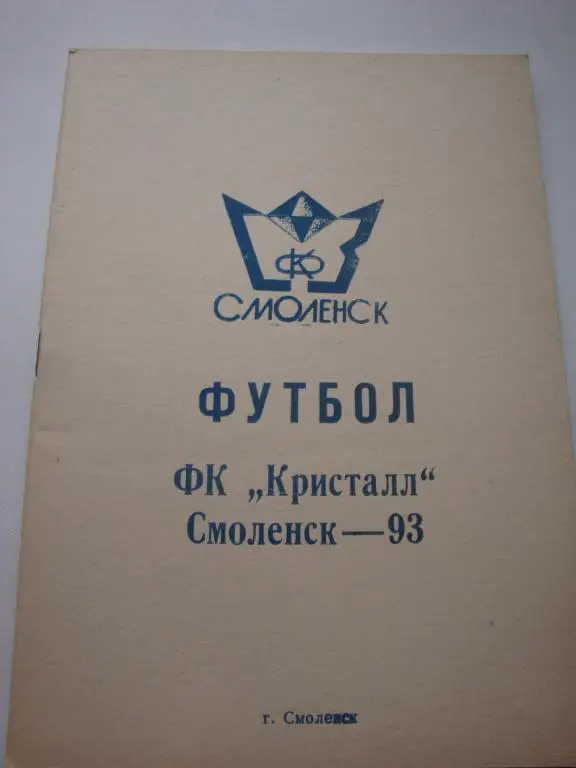 ФК
СМОЛЕНСК
ФУТБОЛ
ФК „Кристалл“
Смоленск — 93
г. Смоленск